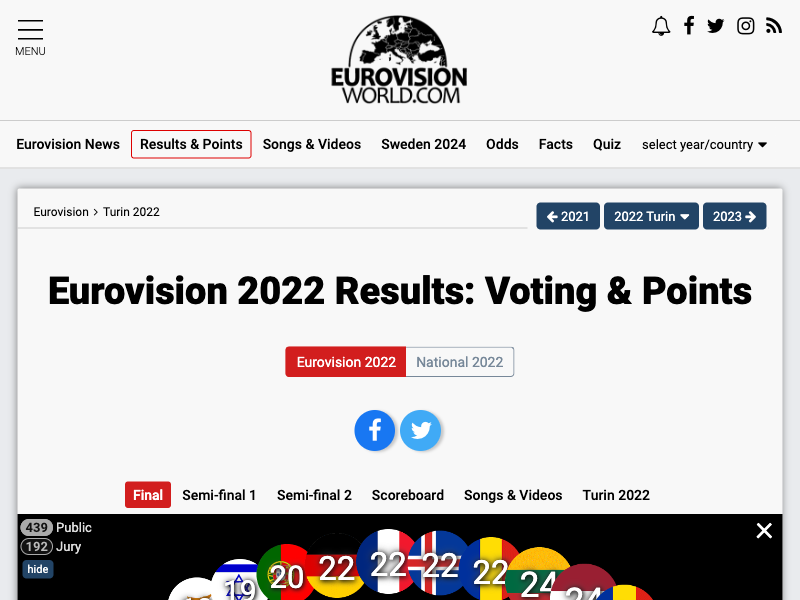 MENU
EUROVISION
WORLD.COM
Eurovision News
Results & Points
Songs & Videos
Sweden 2024
Odds
Facts
Quiz
select year/country
Eurovision
Turin 2022
2021
2022 Turin
2023
Eurovision 2022 Results: Voting & Points
Eurovision 2022
National 2022
Final
Semi-final 1
Semi-final 2
Scoreboard
Songs & Videos
Turin 2022
439 Public
192 Jury
hide
19
20
22
22
22
22
24
24